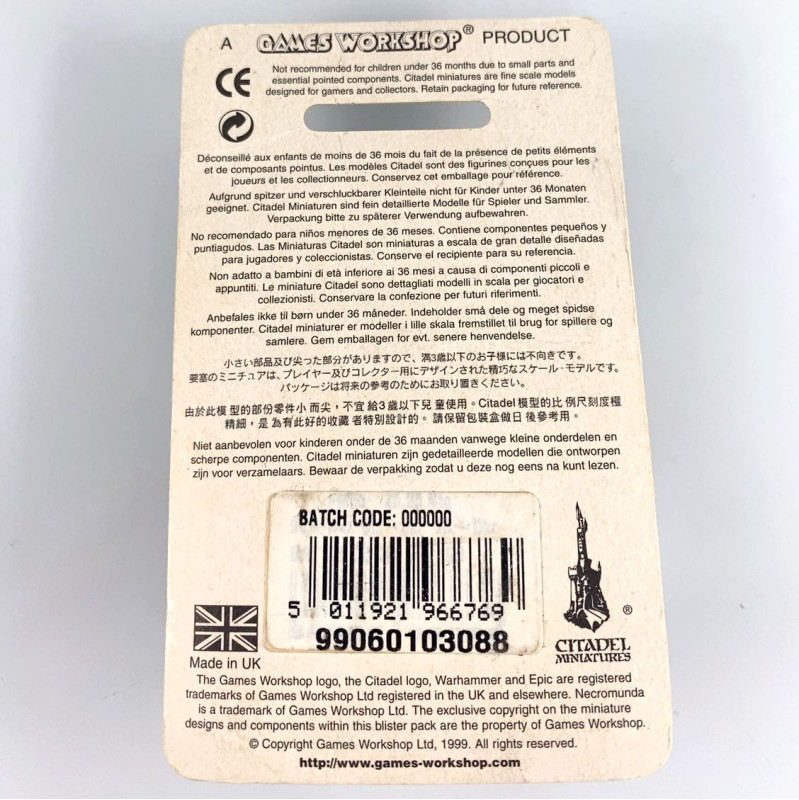 A GAMES WORKSHOP® PRODUCT
CE
Not recommended for children under 36 months due to small parts and
essential pointed components. Citadel miniatures are fine scale models
designed for gamers and collectors. Retain packaging for future reference.
Déconseillé aux enfants de moins de 36 mois du fait de la présence de petits éléments
et de composants pointus. Les modèles Citadel sont des figurines conçues pour les
joueurs et les collectionneurs. Conservez cet emballage pour référence.
Aufgrund spitzer und verschluckbarer Kleinteile nicht für Kinder unter 36 Monaten
geeignet. Citadel Miniaturen sind fein detaillierte Modelle für Spieler und Sammler.
Verpackung bitte zu späterer Verwendung aufbewahren.
No recomendado para niños menores de 36 meses. Contiene componentes pequeños y
puntiagudos. Las Miniaturas Citadel son miniaturas a escala de gran detalle diseñadas
para jugadores y coleccionistas. Conserve el recipiente para su referencia.
Non adatto a bambini di età inferiore ai 36 mesi a causa di componenti piccoli e
appuntiti. Le miniature Citadel sono dettagliati modelli in scala per giocatori e
collezionisti. Conservare la confezione per futuri riferimenti.
Anbefales ikke til børn under 36 måneder. Indeholder små dele og meget spidse
komponenter. Citadel miniaturer er modeller i lille skala fremstillet til brug for spillere og
samlere. Gem emballagen for evt. senere henvendelse.
小さい部品及び尖った部分がありますので、満3歳以下のお子様には不向きです。
要塞のミニチュアは、プレイヤー及びコレクター用にデザインされた精巧なスケール・モデルです。
パッケージは将来の参考のためにお取り置きください。
由於此模 型的部份零件小 而尖，不宜 給3 歲以下兒 童使用。Citadel 模型的比 例尺刻度極
精細，是 為有此好的收藏 者特別設計的。 請保留包裝盒做日 後參考用。
Niet aanbevolen voor kinderen onder de 36 maanden vanwege kleine onderdelen en
scherpe componenten. Citadel miniaturen zijn gedetailleerde modellen die ontworpen
zijn voor verzamelaars. Bewaar de verpakking zodat u deze nog eens na kunt lezen.
BATCH CODE: 000000
5 011921 966769
99060103088
Made in UK
®
CITADEL
MINIATURES
The Games Workshop logo, the Citadel logo, Warhammer and Epic are registered
trademarks of Games Workshop Ltd registered in the UK and elsewhere. Necromunda
is a trademark of Games Workshop Ltd. The exclusive copyright on the miniature
designs and components within this blister pack are the property of Games Workshop.
© Copyright Games Workshop Ltd, 1999. All rights reserved.
http://www.games-workshop.com